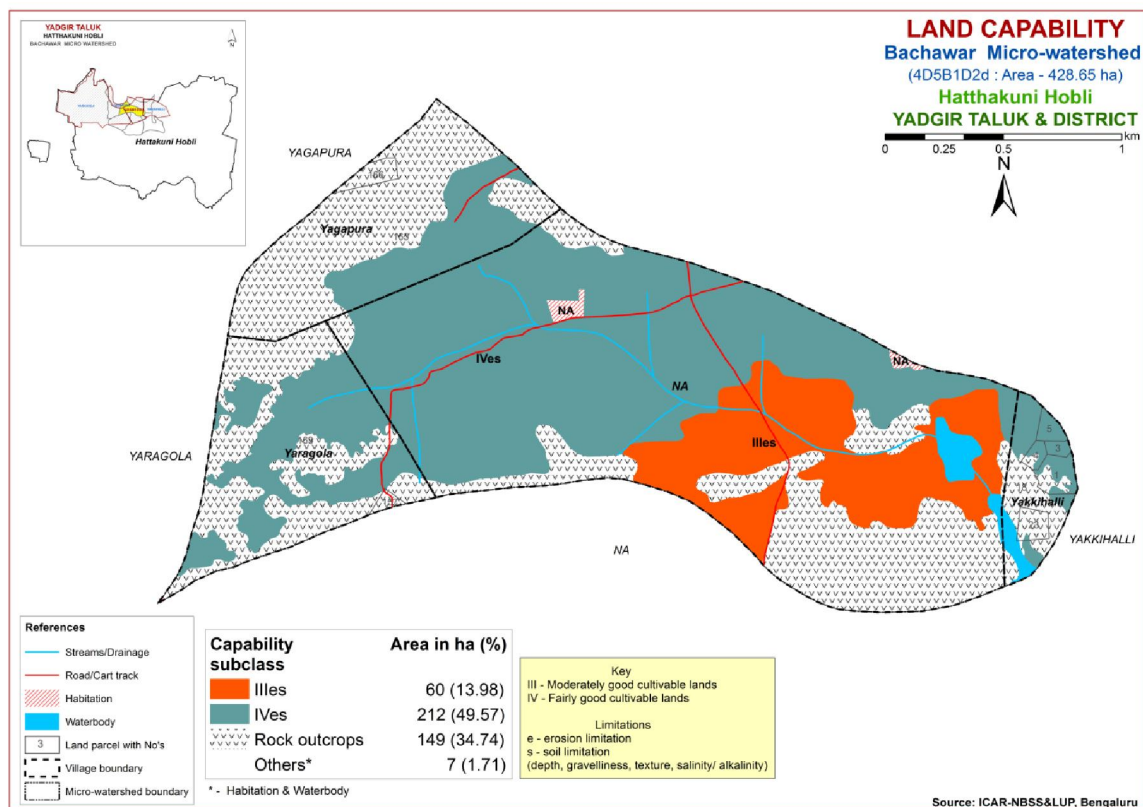 YADGIR TALUK
HATTHAKUNI HOBLI
BACHAWAR MICRO WATERSHED
N
Hattakuni Hobli
LAND CAPABILITY
Bachawar Micro-watershed
(4D5B1D2d : Area - 428.65 ha)
Hatthakuni Hobli
YADGIR TALUK & DISTRICT
km
0 0.25 0.5 1
N
YAGAPURA
Yagapura
NA
IVes
NA
NA
IIIes
YARAGOLA
Yaragola
5
3
1
Yakkihalli
YAKKIHALLI
NA
References
Streams/Drainage
Road/Cart track
Habitation
Waterbody
3 Land parcel with No's
Village boundary
Micro-watershed boundary
Capability subclass Area in ha (%)
IIIes 60 (13.98)
IVes 212 (49.57)
Rock outcrops 149 (34.74)
Others* 7 (1.71)
* - Habitation & Waterbody
Key
III - Moderately good cultivable lands
IV - Fairly good cultivable lands
Limitations
e - erosion limitation
s - soil limitation
(depth, gravelliness, texture, salinity/ alkalinity)
Source: ICAR-NBSS&LUP, Bengaluru